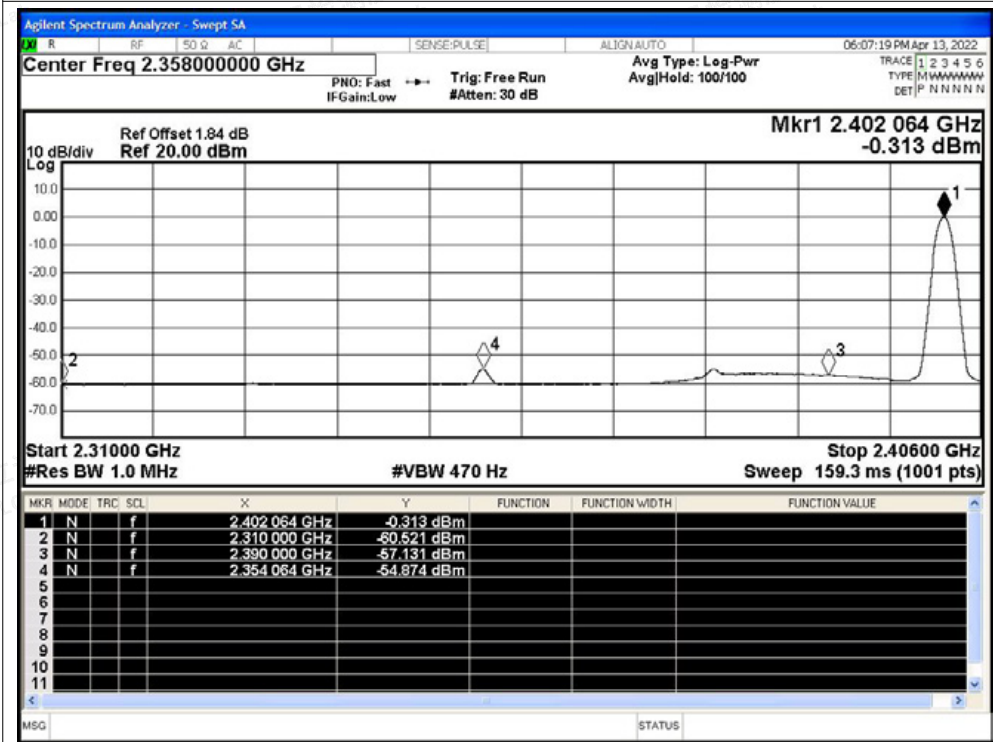 Agilent Spectrum Analyzer - Swept SA
LXI R RF 50 Ω AC SENSE:PULSE ALIGN AUTO 06:07:19 PM Apr 13, 2022
Center Freq 2.358000000 GHz
PNO: Fast
IFGain:Low
Trig: Free Run
#Atten: 30 dB
Avg Type: Log-Pwr
Avg|Hold: 100/100
TRACE 1 2 3 4 5 6
TYPE M WWWWW
DET P N N N N N
Ref Offset 1.84 dB
10 dB/div Ref 20.00 dBm
Log
Mkr1 2.402 064 GHz
-0.313 dBm
10.0
0.00
-10.0
-20.0
-30.0
-40.0
-50.0
-60.0
-70.0
1
2
3
4
Start 2.31000 GHz Stop 2.40600 GHz
#Res BW 1.0 MHz #VBW 470 Hz Sweep 159.3 ms (1001 pts)
MKR MODE TRC SCL X Y FUNCTION FUNCTION WIDTH FUNCTION VALUE
1 N f 2.402 064 GHz -0.313 dBm
2 N f 2.310 000 GHz -60.521 dBm
3 N f 2.390 000 GHz -57.131 dBm
4 N f 2.354 064 GHz -54.874 dBm
5
6
7
8
9
10
11
MSG STATUS